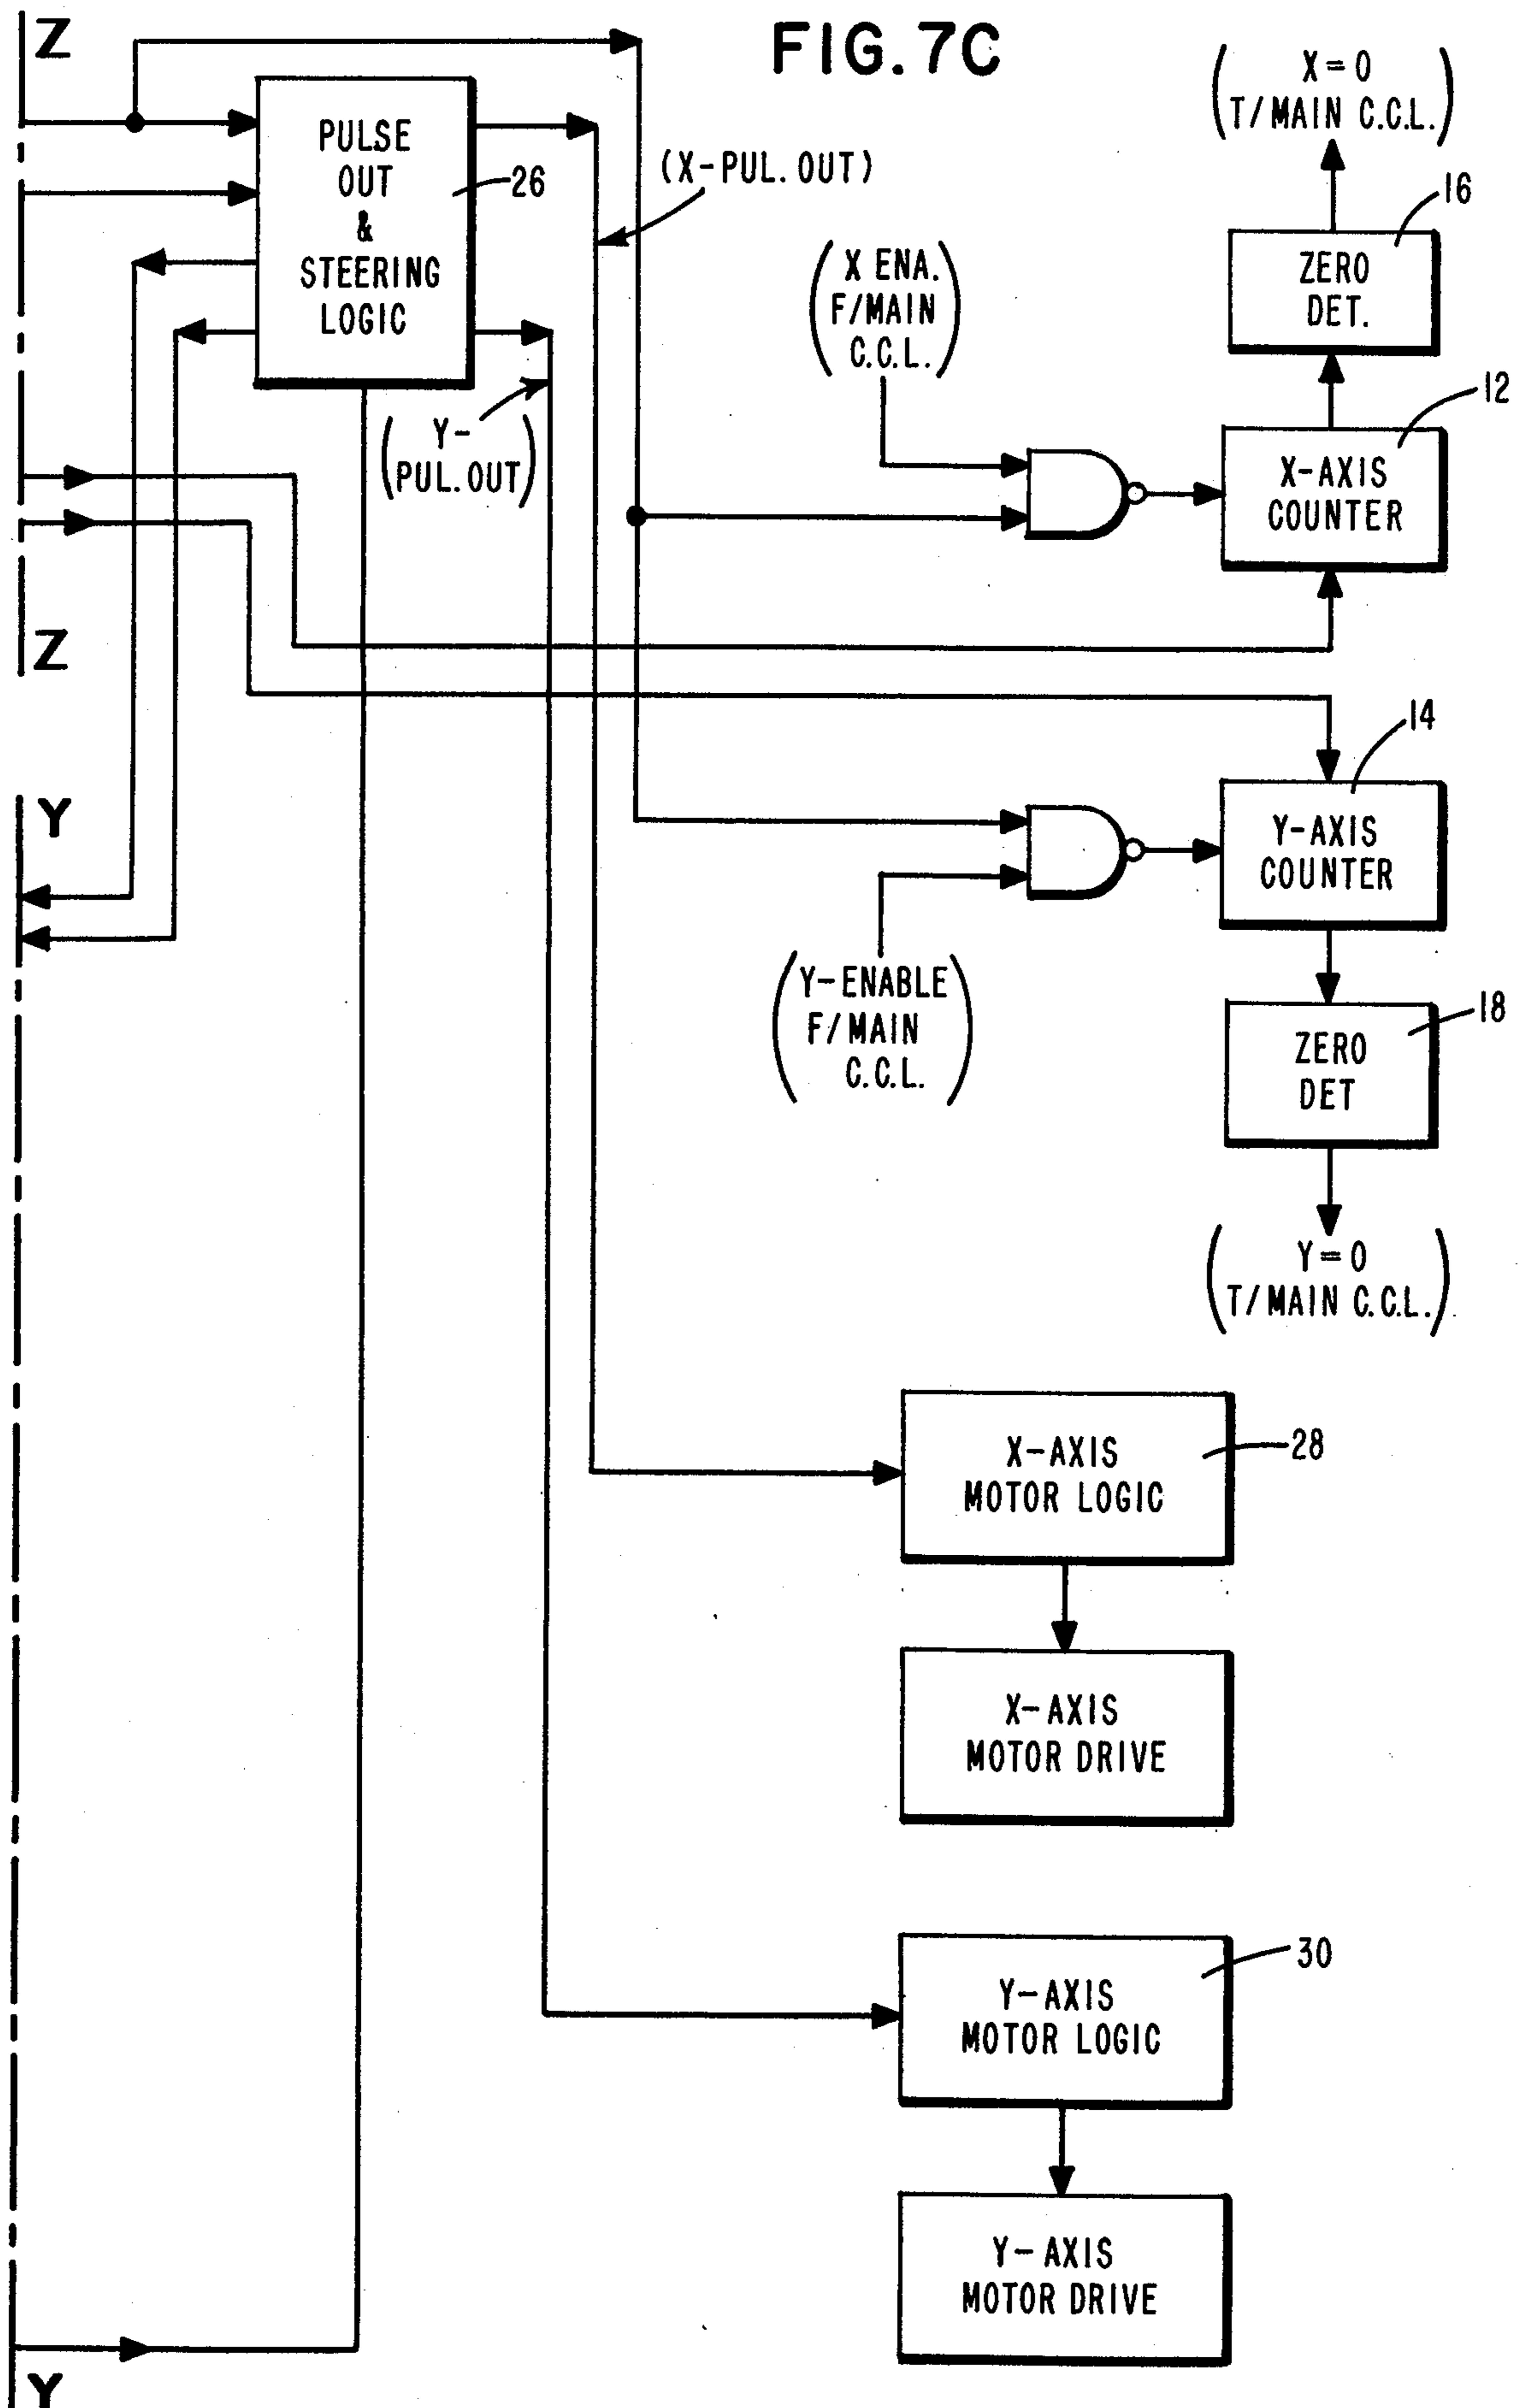 FIG. 7C
Z
PULSE
OUT
&
STEERING
LOGIC
26
(X-PUL. OUT)
(Y-
PUL. OUT)
(X ENA.
F/MAIN
C.C.L.)
(X=0
T/MAIN C.C.L.)
16
ZERO
DET.
12
X-AXIS
COUNTER
Z
14
Y-AXIS
COUNTER
Y
(Y-ENABLE
F/MAIN
C.C.L.)
18
ZERO
DET
(Y=0
T/MAIN C.C.L.)
X-AXIS
MOTOR LOGIC
28
X-AXIS
MOTOR DRIVE
Y-AXIS
MOTOR LOGIC
30
Y-AXIS
MOTOR DRIVE
Y